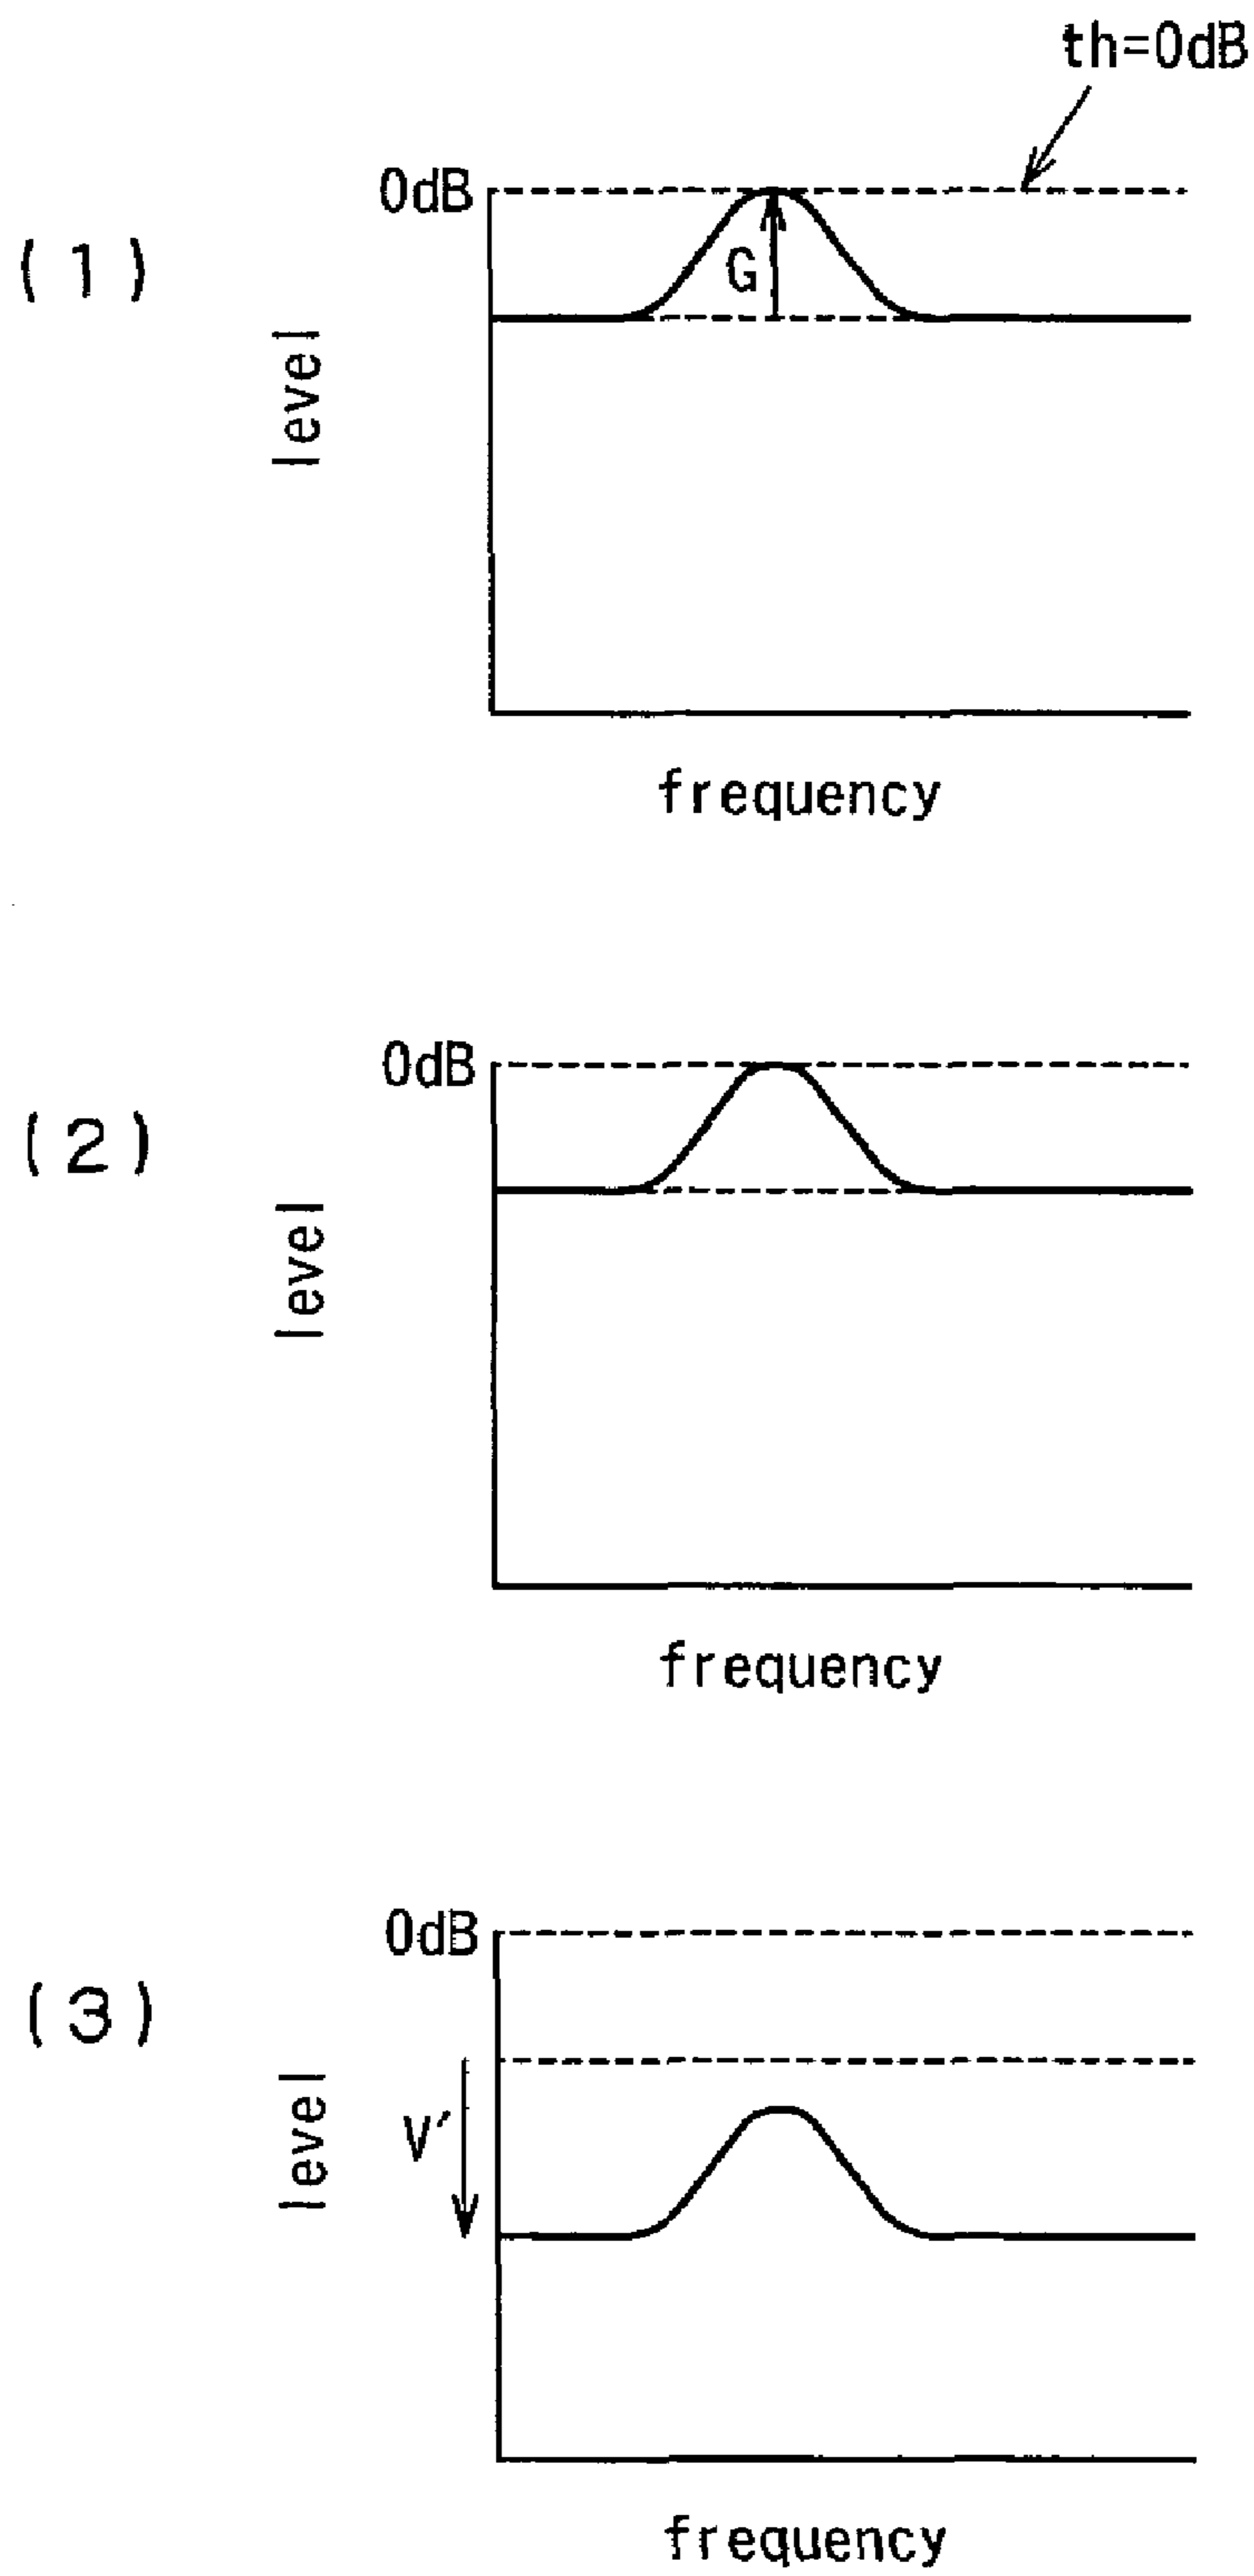 th=0dB
0dB
(1)
G
level
frequency
0dB
(2)
level
frequency
0dB
(3)
V′
level
frequency